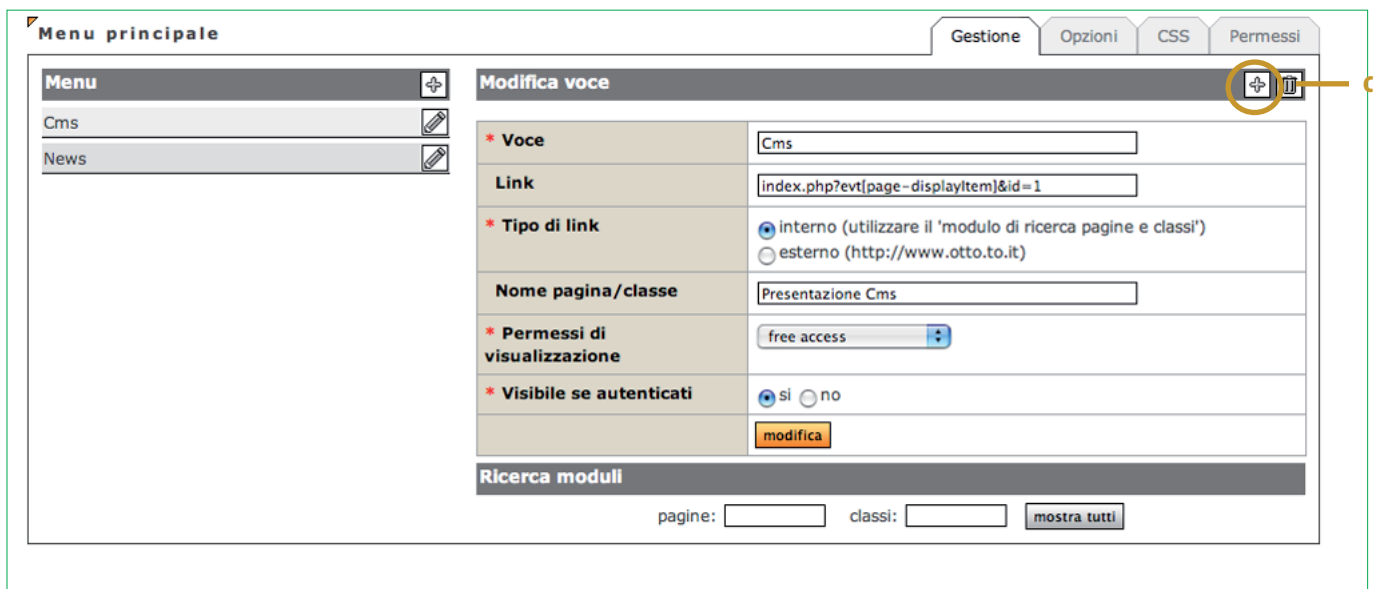 Menu principale
Gestione Opzioni CSS Permessi
Menu
Cms
News
Modifica voce
* Voce Cms
Link index.php?evt[page-displayItem]&id=1
* Tipo di link interno (utilizzare il 'modulo di ricerca pagine e classi')
esterno (http://www.otto.to.it)
Nome pagina/classe Presentazione Cms
* Permessi di
visualizzazione free access
* Visibile se autenticati si no
modifica
Ricerca moduli
pagine: classi: mostra tutti